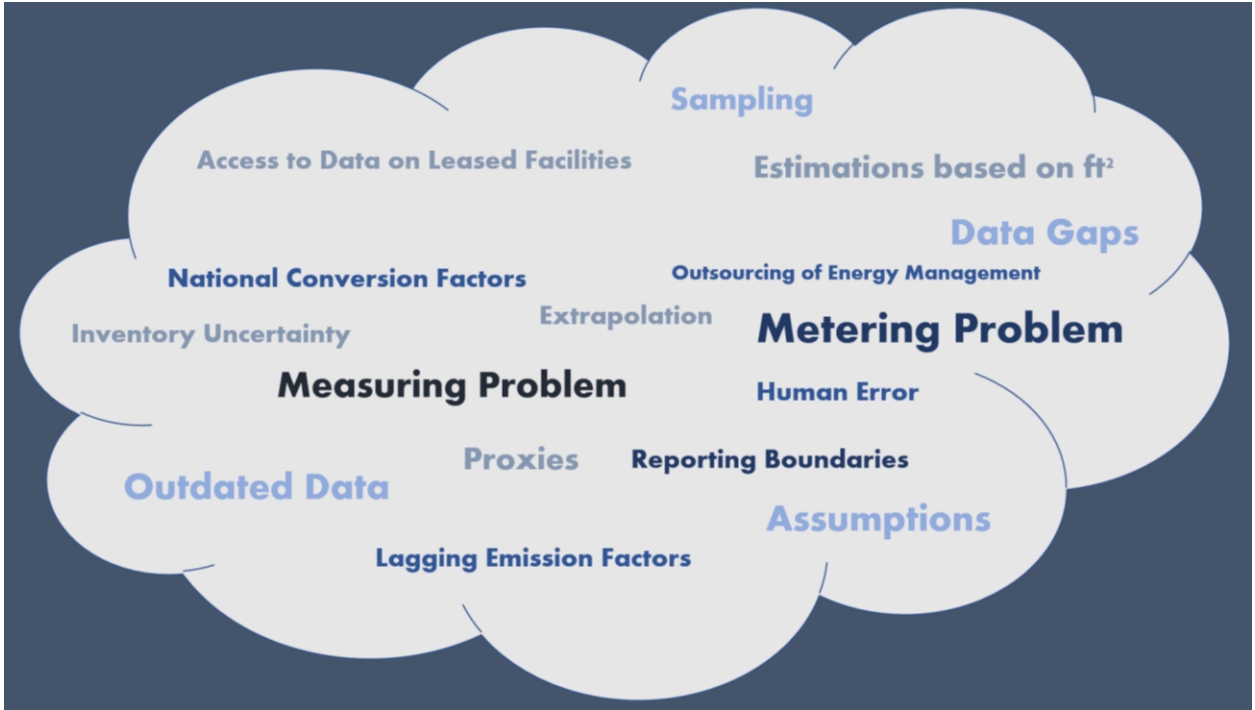 Sampling
Access to Data on Leased Facilities
Estimations based on ft²
Data Gaps
National Conversion Factors
Outsourcing of Energy Management
Extrapolation
Inventory Uncertainty
Metering Problem
Measuring Problem
Human Error
Proxies
Reporting Boundaries
Outdated Data
Assumptions
Lagging Emission Factors